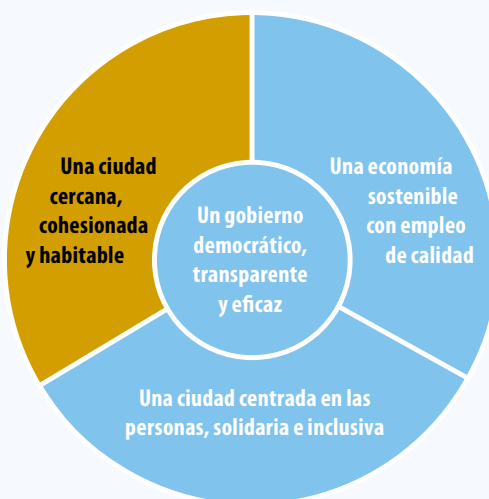 Una ciudad
cercana,
cohesionada
y habitable
Un gobierno
democrático,
transparente
y eficaz
Una economía
sostenible
con empleo
de calidad
Una ciudad centrada en las
personas, solidaria e inclusiva